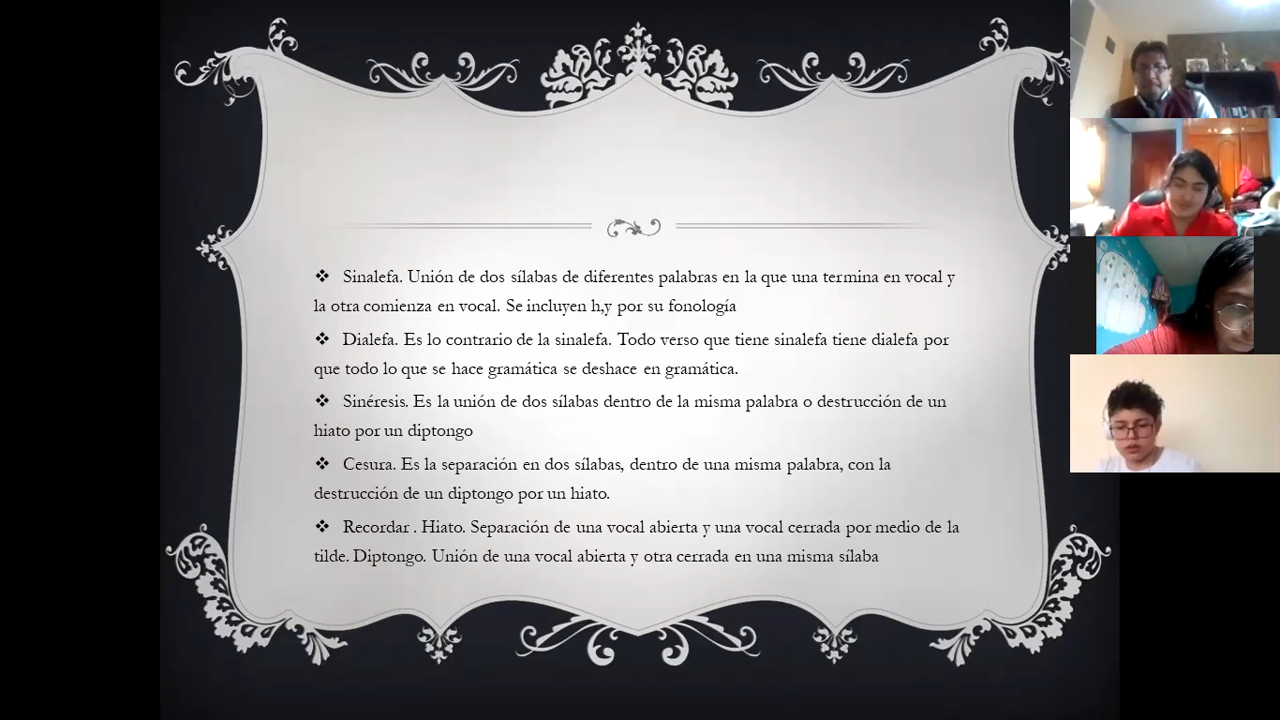 ❖ Sinalefa. Unión de dos sílabas de diferentes palabras en la que una termina en vocal y
la otra comienza en vocal. Se incluyen h,y por su fonología
❖ Dialefa. Es lo contrario de la sinalefa. Todo verso que tiene sinalefa tiene dialefa por
que todo lo que se hace gramática se deshace en gramática.
❖ Sinéresis. Es la unión de dos sílabas dentro de la misma palabra o destrucción de un
hiato por un diptongo
❖ Cesura. Es la separación en dos sílabas, dentro de una misma palabra, con la
destrucción de un diptongo por un hiato.
❖ Recordar . Hiato. Separación de una vocal abierta y una vocal cerrada por medio de la
tilde. Diptongo. Unión de una vocal abierta y otra cerrada en una misma sílaba